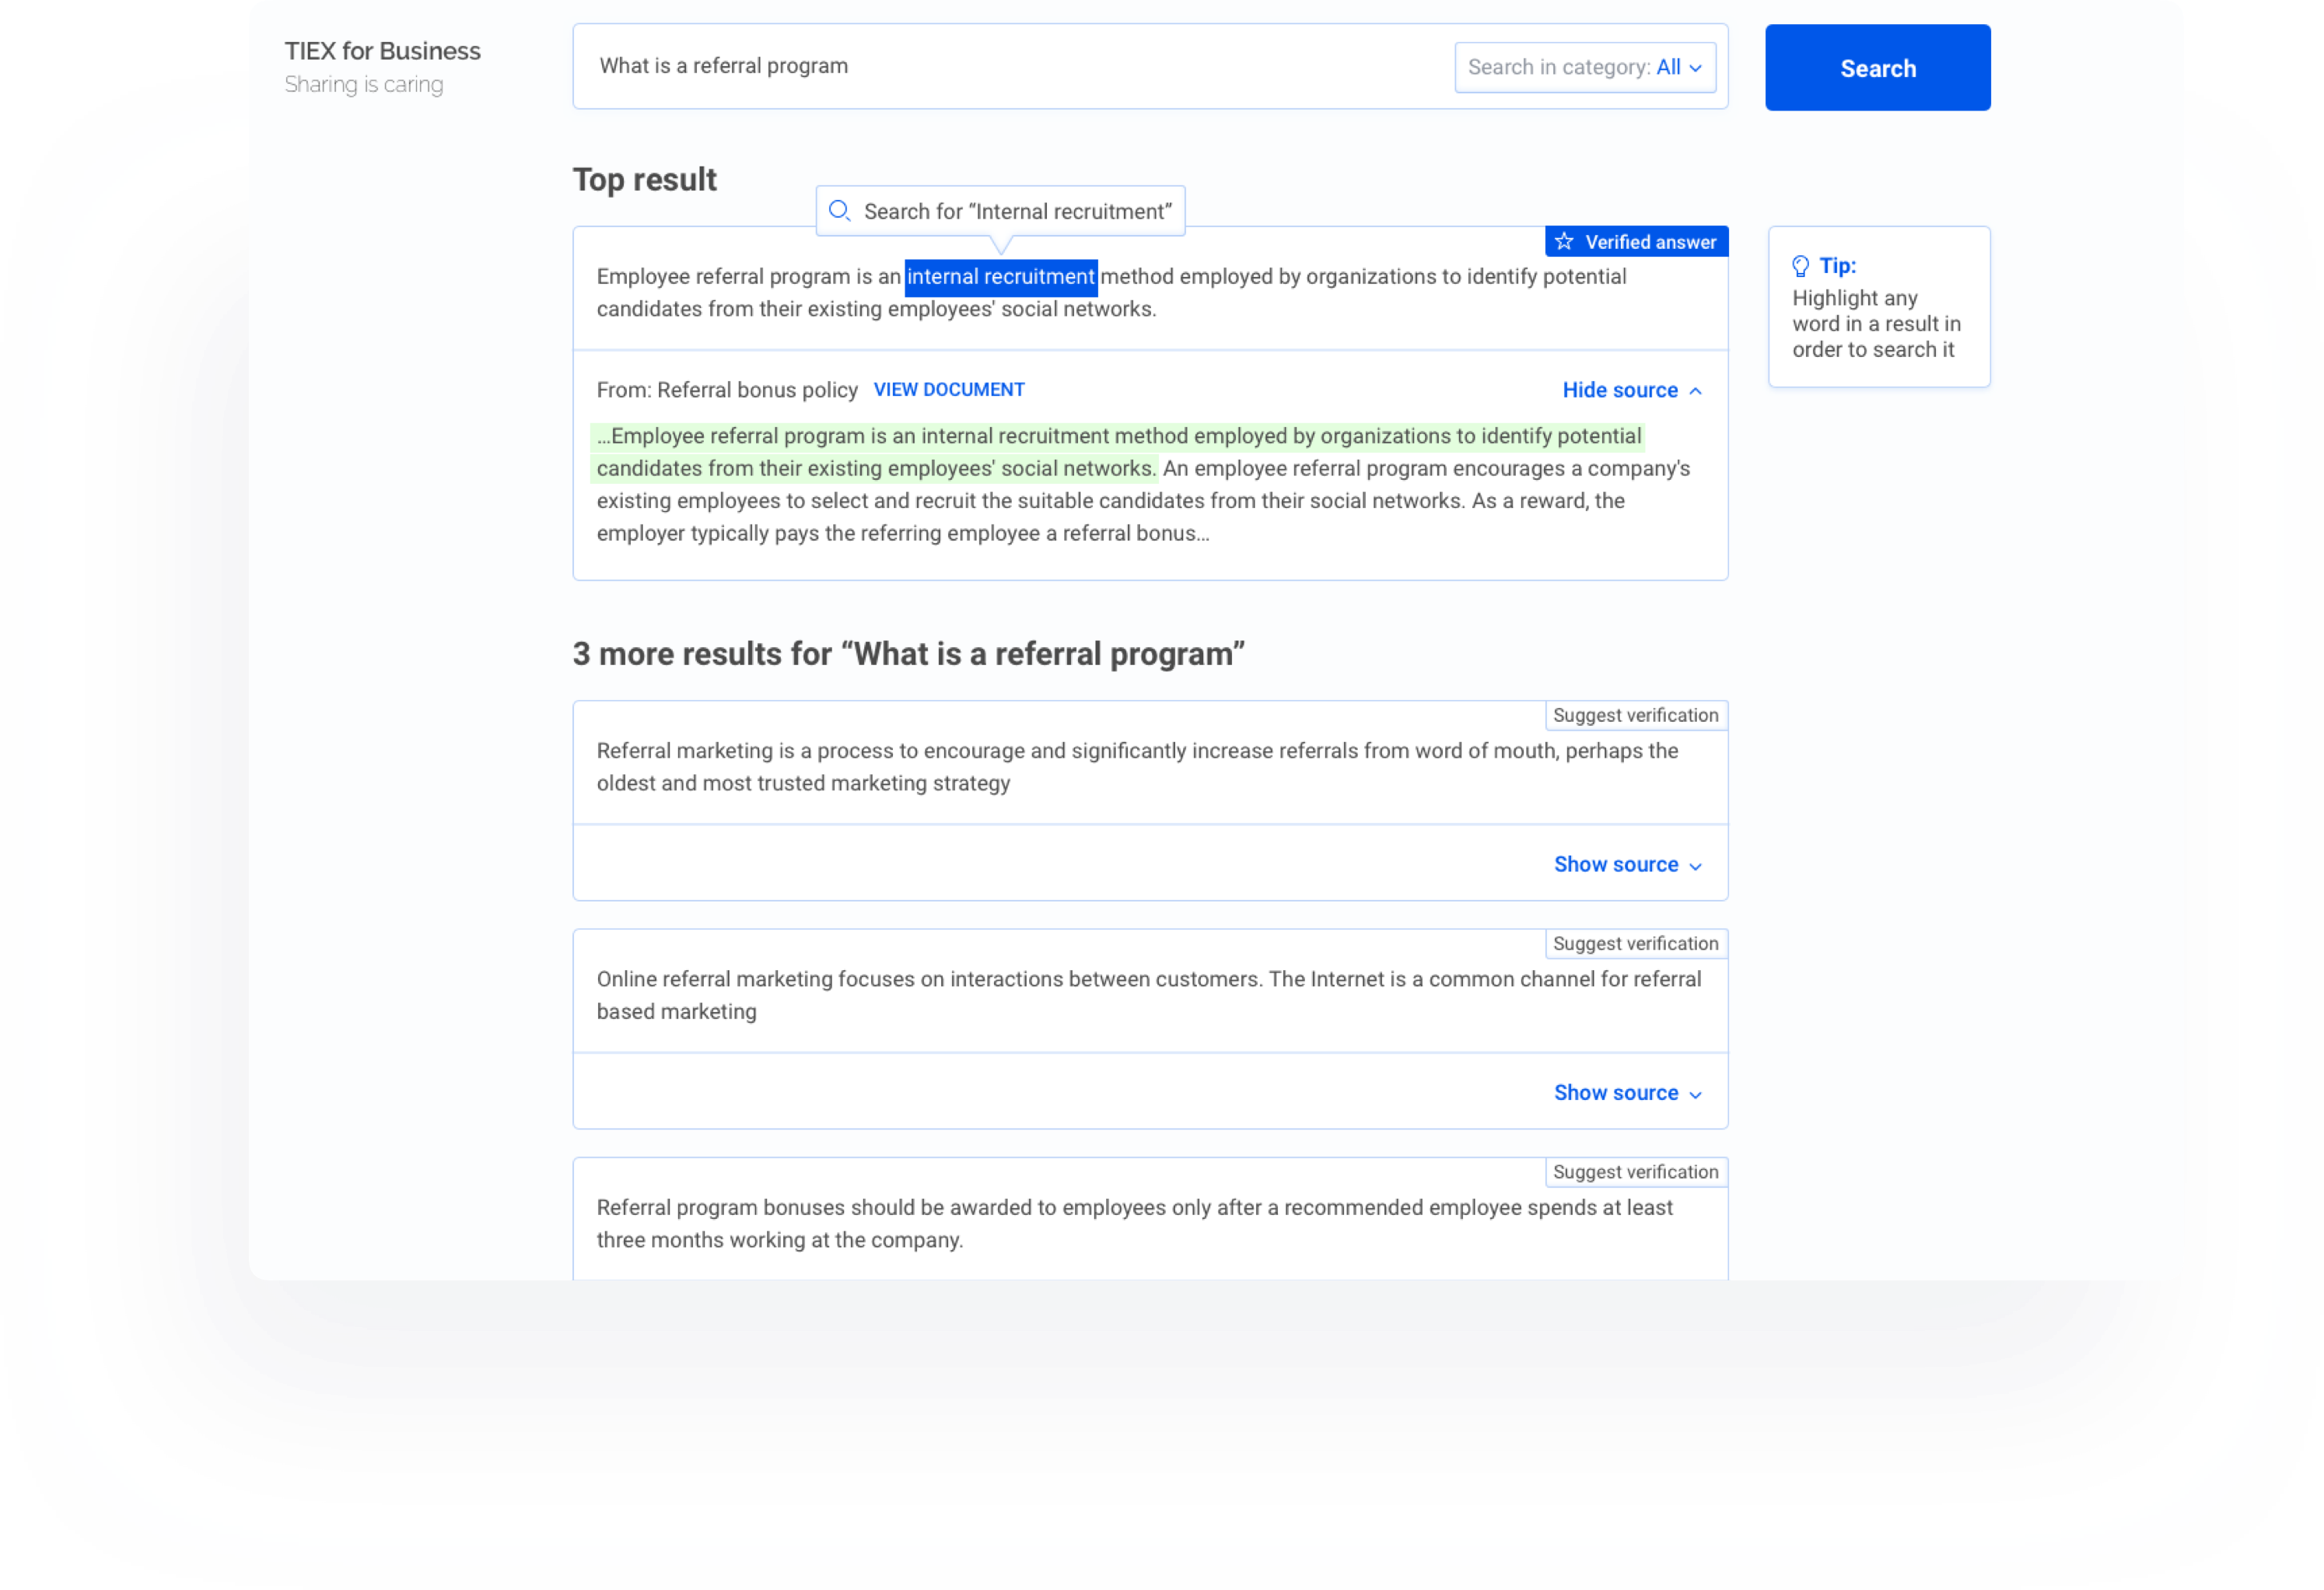 TIEX for Business
Sharing is caring
What is a referral program
Search in category: All
Search
Top result
Search for “Internal recruitment”
Verified answer
Employee referral program is an internal recruitment method employed by organizations to identify potential
candidates from their existing employees' social networks.
Tip:
Highlight any
word in a result in
order to search it
From: Referral bonus policy VIEW DOCUMENT
Hide source
…Employee referral program is an internal recruitment method employed by organizations to identify potential
candidates from their existing employees' social networks. An employee referral program encourages a company's
existing employees to select and recruit the suitable candidates from their social networks. As a reward, the
employer typically pays the referring employee a referral bonus…
3 more results for “What is a referral program”
Suggest verification
Referral marketing is a process to encourage and significantly increase referrals from word of mouth, perhaps the
oldest and most trusted marketing strategy
Show source
Suggest verification
Online referral marketing focuses on interactions between customers. The Internet is a common channel for referral
based marketing
Show source
Suggest verification
Referral program bonuses should be awarded to employees only after a recommended employee spends at least
three months working at the company.